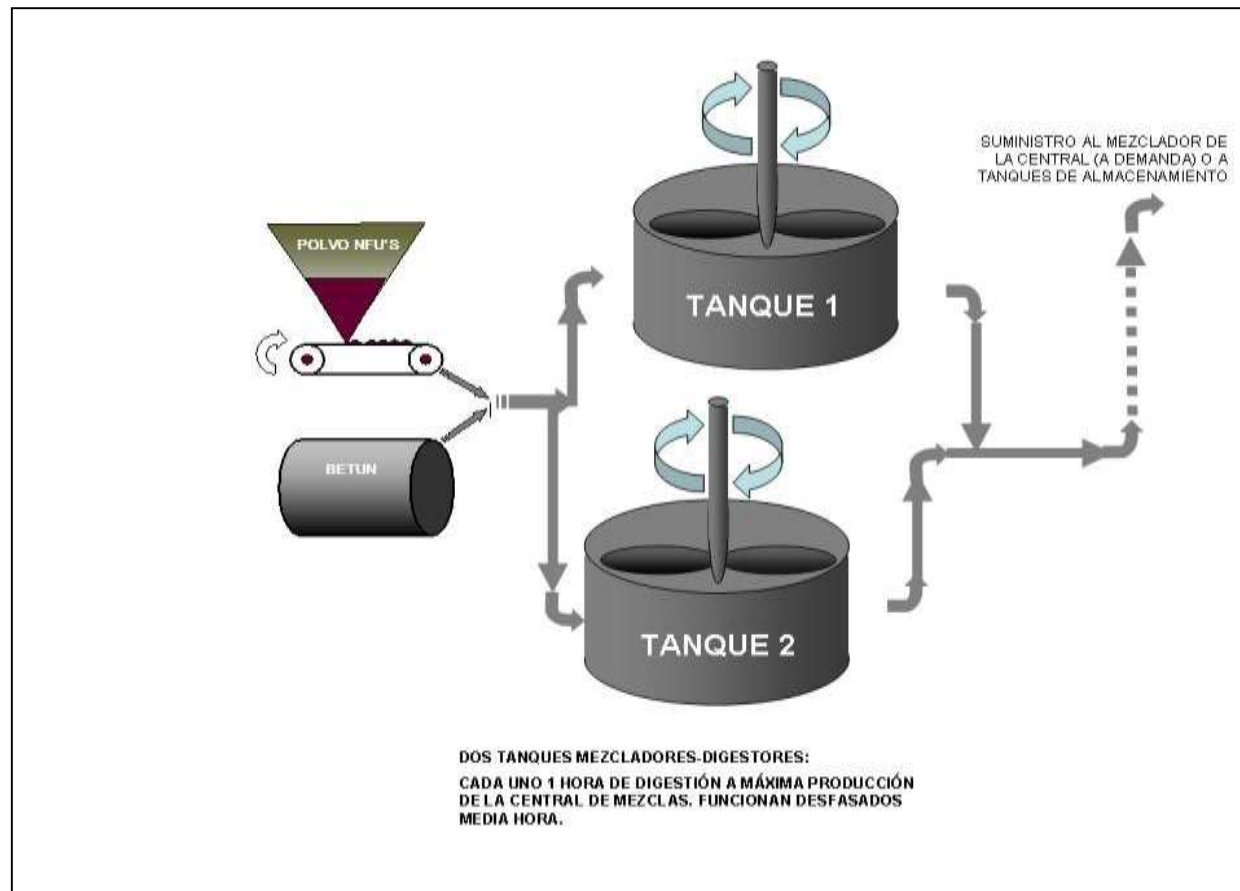 SUMINISTRO AL MEZCLADOR DE
LA CENTRAL (A DEMANDA) O A
TANQUES DE ALMACENAMIENTO
POLVO NFU'S
TANQUE 1
BETUN
TANQUE 2
DOS TANQUES MEZCLADORES-DIGESTORES:
CADA UNO 1 HORA DE DIGESTIÓN A MÁXIMA PRODUCCIÓN
DE LA CENTRAL DE MEZCLAS. FUNCIONAN DESFASADOS
MEDIA HORA.